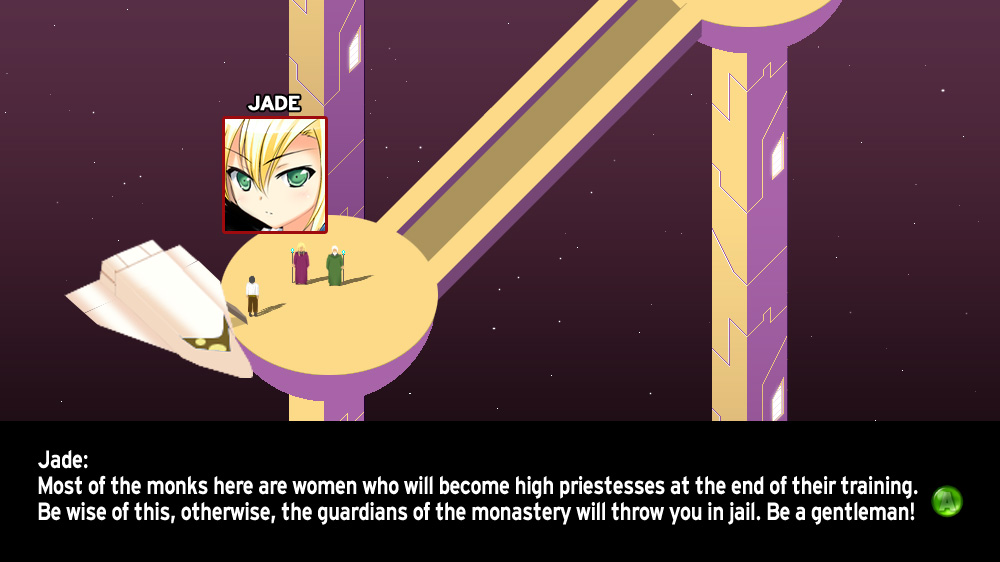 JADE
Jade:
Most of the monks here are women who will become high priestesses at the end of their training.
Be wise of this, otherwise, the guardians of the monastery will throw you in jail. Be a gentleman!
A